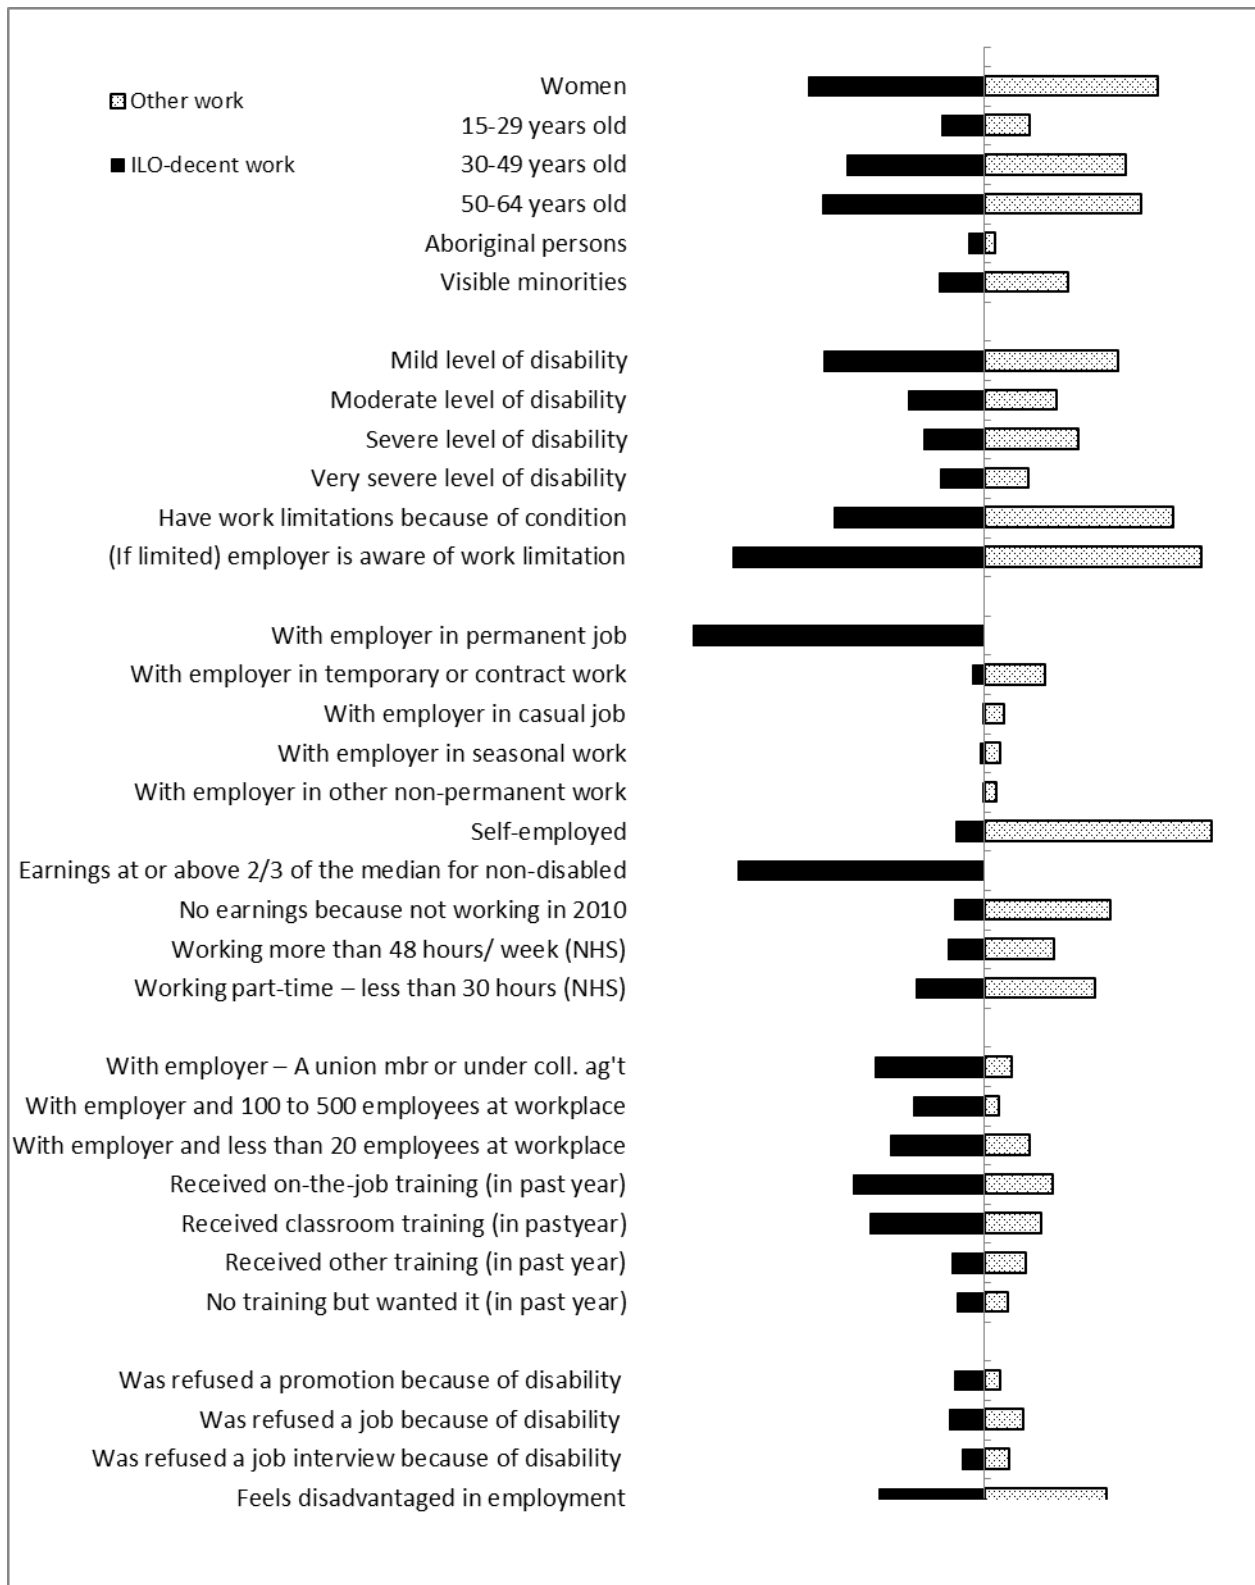 Other work
ILO-decent work
Women
15-29 years old
30-49 years old
50-64 years old
Aboriginal persons
Visible minorities
Mild level of disability
Moderate level of disability
Severe level of disability
Very severe level of disability
Have work limitations because of condition
(If limited) employer is aware of work limitation
With employer in permanent job
With employer in temporary or contract work
With employer in casual job
With employer in seasonal work
With employer in other non-permanent work
Self-employed
Earnings at or above 2/3 of the median for non-disabled
No earnings because not working in 2010
Working more than 48 hours/ week (NHS)
Working part-time – less than 30 hours (NHS)
With employer – A union mbr or under coll. ag't
With employer and 100 to 500 employees at workplace
With employer and less than 20 employees at workplace
Received on-the-job training (in past year)
Received classroom training (in pastyear)
Received other training (in past year)
No training but wanted it (in past year)
Was refused a promotion because of disability
Was refused a job because of disability
Was refused a job interview because of disability
Feels disadvantaged in employment